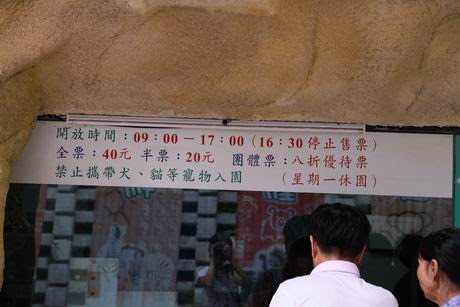 開放時間：09：00－17：00（16：30停止售票）
全票：40元 半票：20元 團體票：八折優待票
禁止攜帶犬、貓等寵物入園 （星期一休園）